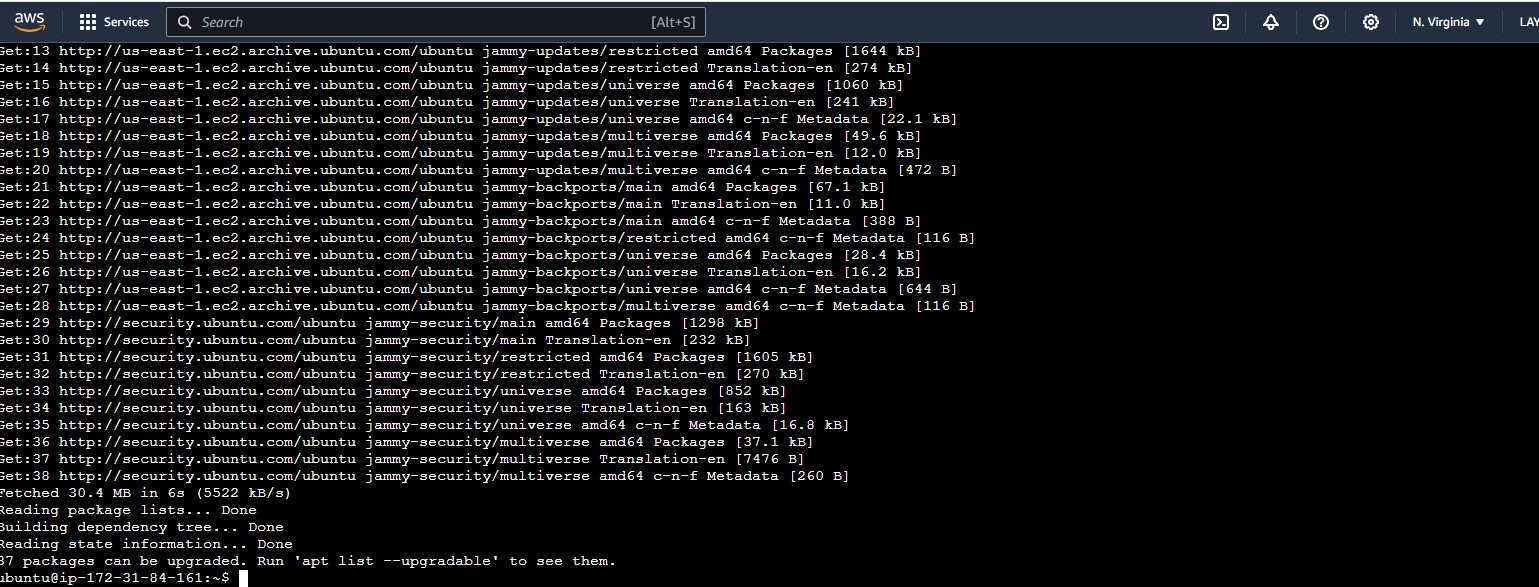 aws
Services
Search
[Alt+S]
N. Virginia
LAY
Get:13 http://us-east-1.ec2.archive.ubuntu.com/ubuntu jammy-updates/restricted amd64 Packages [1644 kB]
Get:14 http://us-east-1.ec2.archive.ubuntu.com/ubuntu jammy-updates/restricted Translation-en [274 kB]
Get:15 http://us-east-1.ec2.archive.ubuntu.com/ubuntu jammy-updates/universe amd64 Packages [1060 kB]
Get:16 http://us-east-1.ec2.archive.ubuntu.com/ubuntu jammy-updates/universe Translation-en [241 kB]
Get:17 http://us-east-1.ec2.archive.ubuntu.com/ubuntu jammy-updates/universe amd64 c-n-f Metadata [22.1 kB]
Get:18 http://us-east-1.ec2.archive.ubuntu.com/ubuntu jammy-updates/multiverse amd64 Packages [49.6 kB]
Get:19 http://us-east-1.ec2.archive.ubuntu.com/ubuntu jammy-updates/multiverse Translation-en [12.0 kB]
Get:20 http://us-east-1.ec2.archive.ubuntu.com/ubuntu jammy-updates/multiverse amd64 c-n-f Metadata [472 B]
Get:21 http://us-east-1.ec2.archive.ubuntu.com/ubuntu jammy-backports/main amd64 Packages [67.1 kB]
Get:22 http://us-east-1.ec2.archive.ubuntu.com/ubuntu jammy-backports/main Translation-en [11.0 kB]
Get:23 http://us-east-1.ec2.archive.ubuntu.com/ubuntu jammy-backports/main amd64 c-n-f Metadata [388 B]
Get:24 http://us-east-1.ec2.archive.ubuntu.com/ubuntu jammy-backports/restricted amd64 c-n-f Metadata [116 B]
Get:25 http://us-east-1.ec2.archive.ubuntu.com/ubuntu jammy-backports/universe amd64 Packages [28.4 kB]
Get:26 http://us-east-1.ec2.archive.ubuntu.com/ubuntu jammy-backports/universe Translation-en [16.2 kB]
Get:27 http://us-east-1.ec2.archive.ubuntu.com/ubuntu jammy-backports/universe amd64 c-n-f Metadata [644 B]
Get:28 http://us-east-1.ec2.archive.ubuntu.com/ubuntu jammy-backports/multiverse amd64 c-n-f Metadata [116 B]
Get:29 http://security.ubuntu.com/ubuntu jammy-security/main amd64 Packages [1298 kB]
Get:30 http://security.ubuntu.com/ubuntu jammy-security/main Translation-en [232 kB]
Get:31 http://security.ubuntu.com/ubuntu jammy-security/restricted amd64 Packages [1605 kB]
Get:32 http://security.ubuntu.com/ubuntu jammy-security/restricted Translation-en [270 kB]
Get:33 http://security.ubuntu.com/ubuntu jammy-security/universe amd64 Packages [852 kB]
Get:34 http://security.ubuntu.com/ubuntu jammy-security/universe Translation-en [163 kB]
Get:35 http://security.ubuntu.com/ubuntu jammy-security/universe amd64 c-n-f Metadata [16.8 kB]
Get:36 http://security.ubuntu.com/ubuntu jammy-security/multiverse amd64 Packages [37.1 kB]
Get:37 http://security.ubuntu.com/ubuntu jammy-security/multiverse Translation-en [7476 B]
Get:38 http://security.ubuntu.com/ubuntu jammy-security/multiverse amd64 c-n-f Metadata [260 B]
Fetched 30.4 MB in 6s (5522 kB/s)
Reading package lists... Done
Building dependency tree... Done
Reading state information... Done
37 packages can be upgraded. Run 'apt list --upgradable' to see them.
ubuntu@ip-172-31-84-161:~$